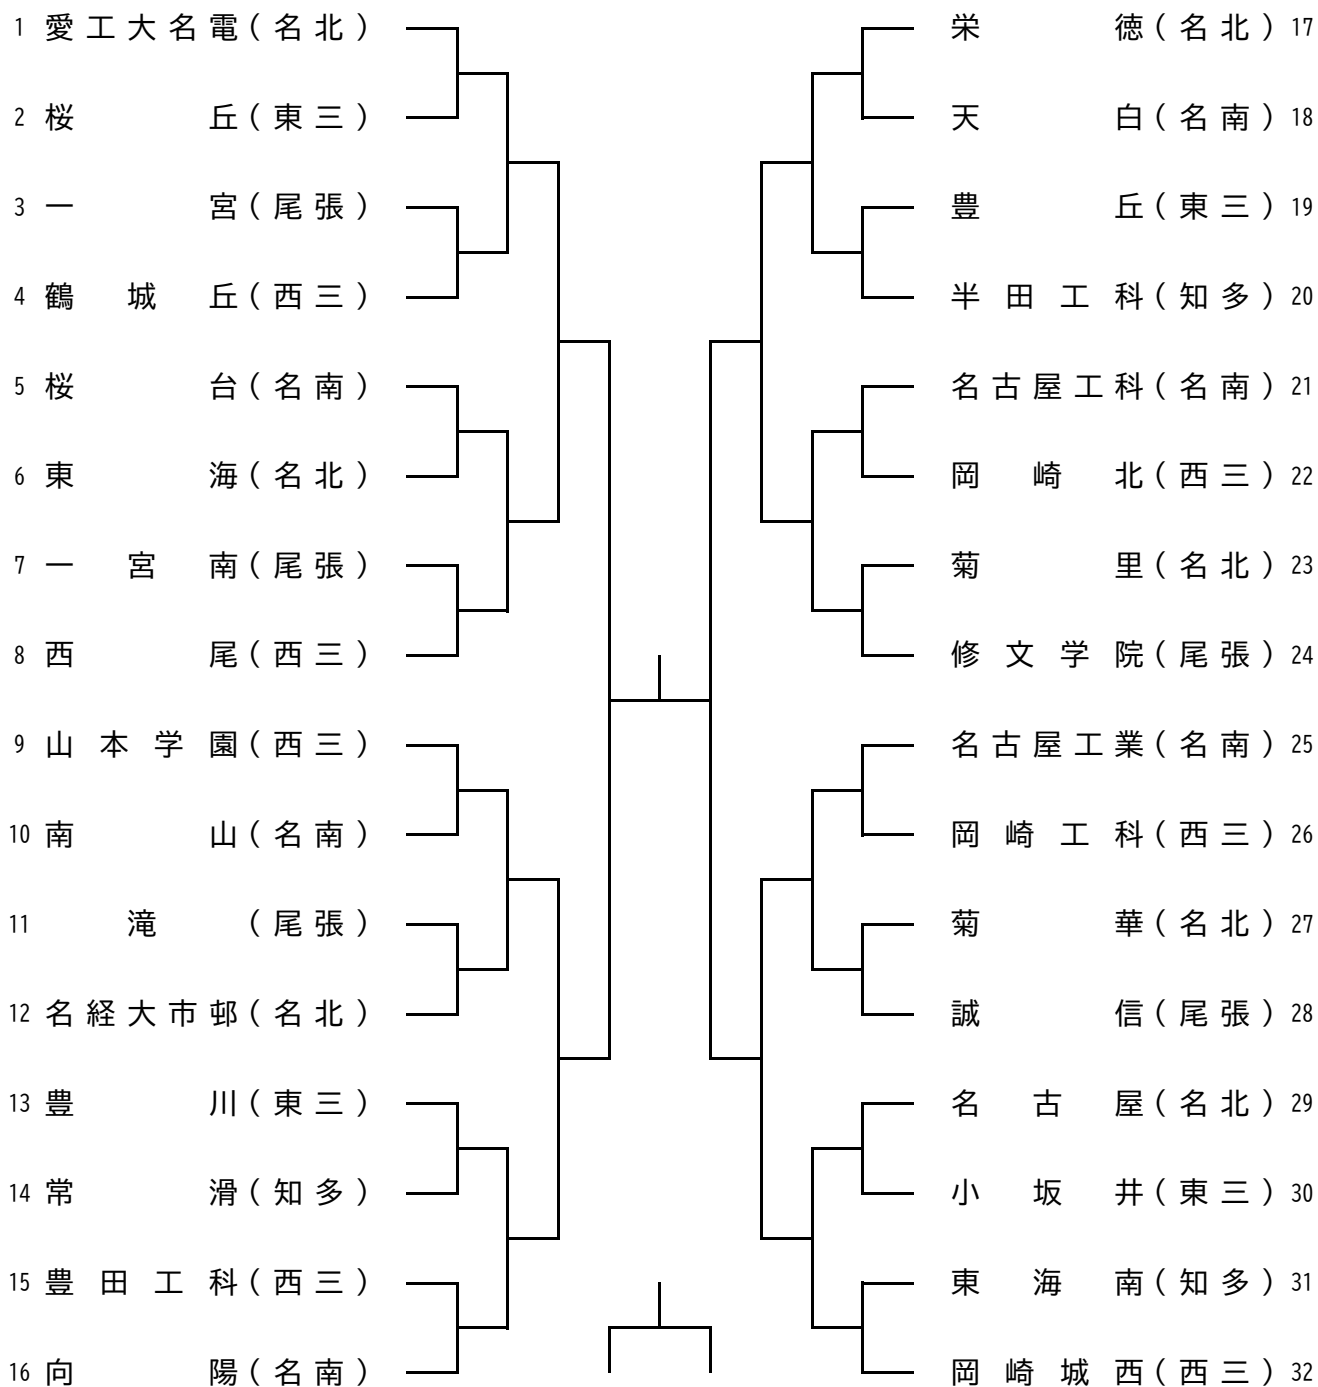 1 愛工大名電(名北)
2 桜丘(東三)
3 一宮(尾張)
4 鶴城丘(西三)
5 桜台(名南)
6 東海(名北)
7 一宮南(尾張)
8 西尾(西三)
9 山本学園(西三)
10 南山(名南)
11 滝(尾張)
12 名経大市邨(名北)
13 豊川(東三)
14 常滑(知多)
15 豊田工科(西三)
16 向陽(名南)
栄徳(名北) 17
天白(名南) 18
豊丘(東三) 19
半田工科(知多) 20
名古屋工科(名南) 21
岡崎北(西三) 22
菊里(名北) 23
修文学院(尾張) 24
名古屋工業(名南) 25
岡崎工科(西三) 26
菊華(名北) 27
誠信(尾張) 28
名古屋(名北) 29
小坂井(東三) 30
東海南(知多) 31
岡崎城西(西三) 32